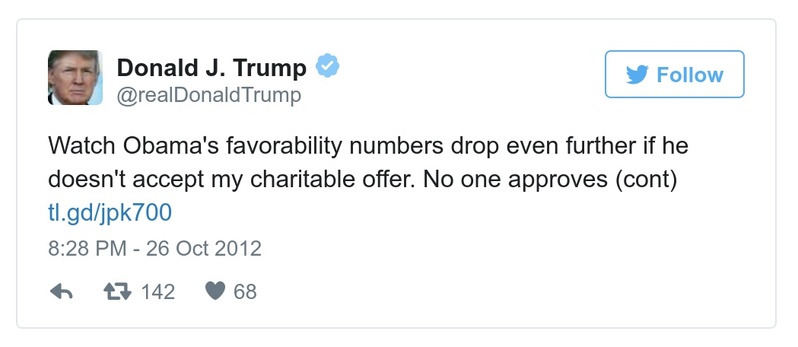 Donald J. Trump
@realDonaldTrump
Follow
Watch Obama's favorability numbers drop even further if he
doesn't accept my charitable offer. No one approves (cont)
tl.gd/jpk700
8:28 PM - 26 Oct 2012
142 68